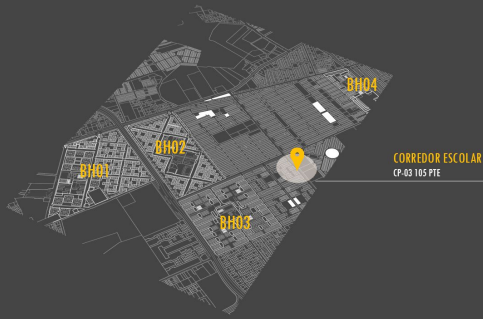 BH04
BH02
CORREDOR ESCOLAR
BH01
CP-03 105 PTE
BH03